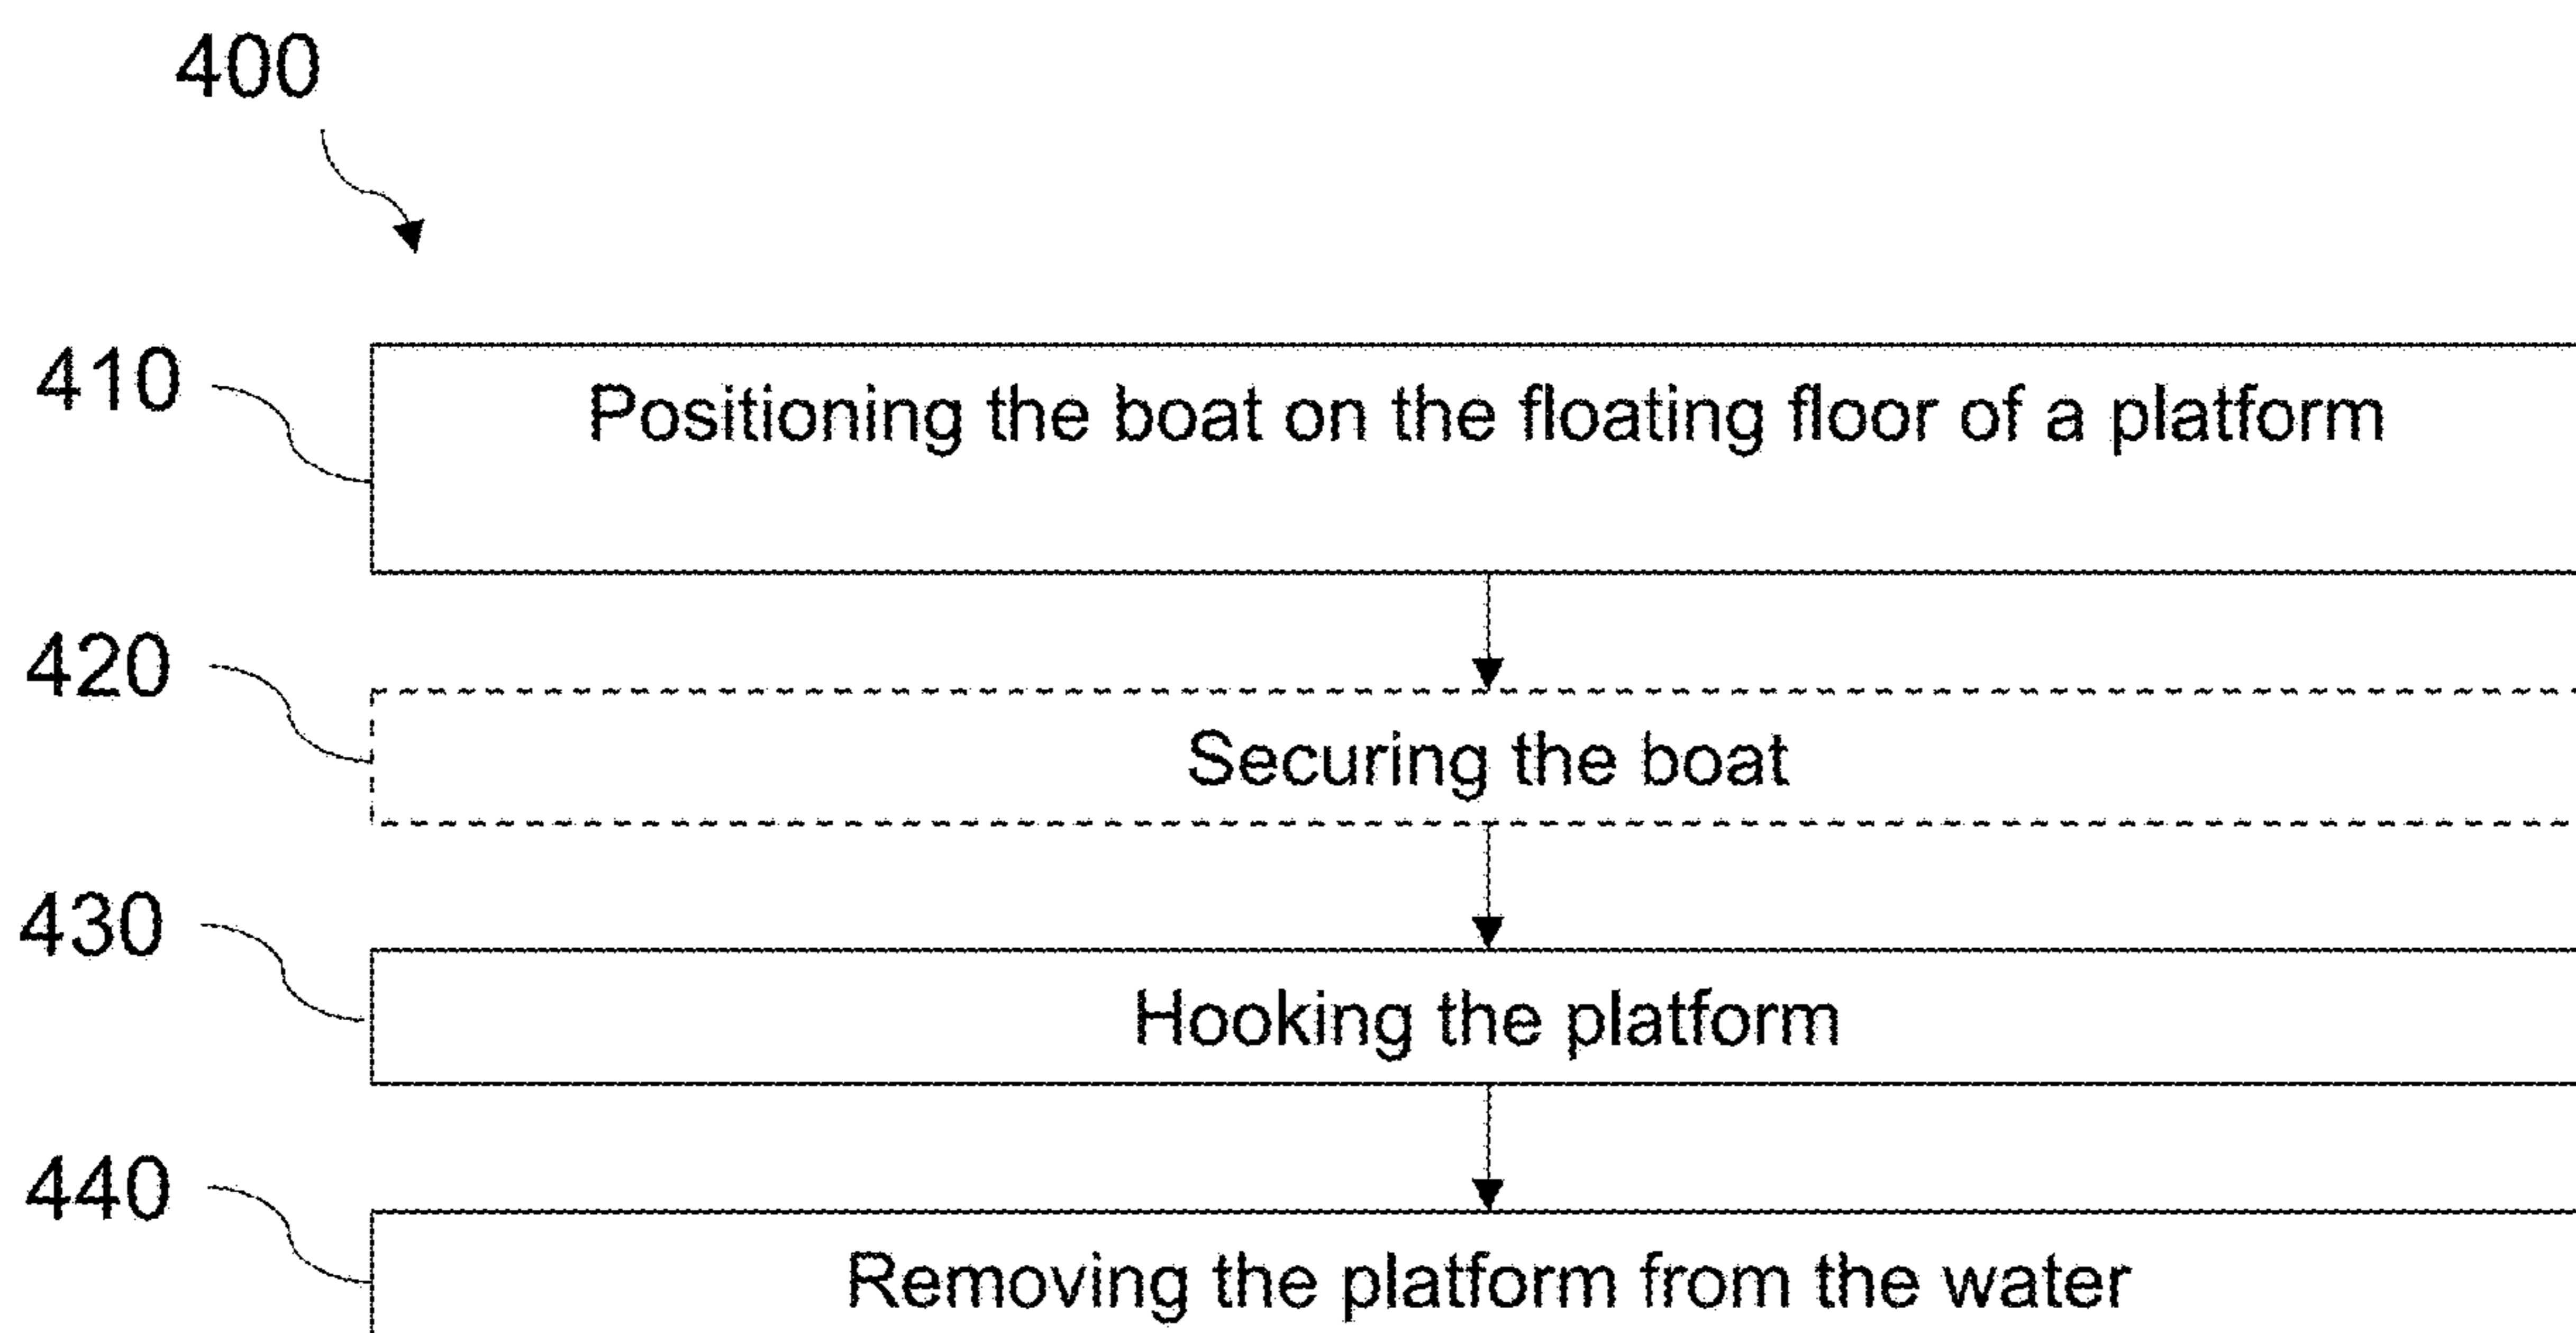 400
410
Positioning the boat on the floating floor of a platform
420
Securing the boat
430
Hooking the platform
440
Removing the platform from the water